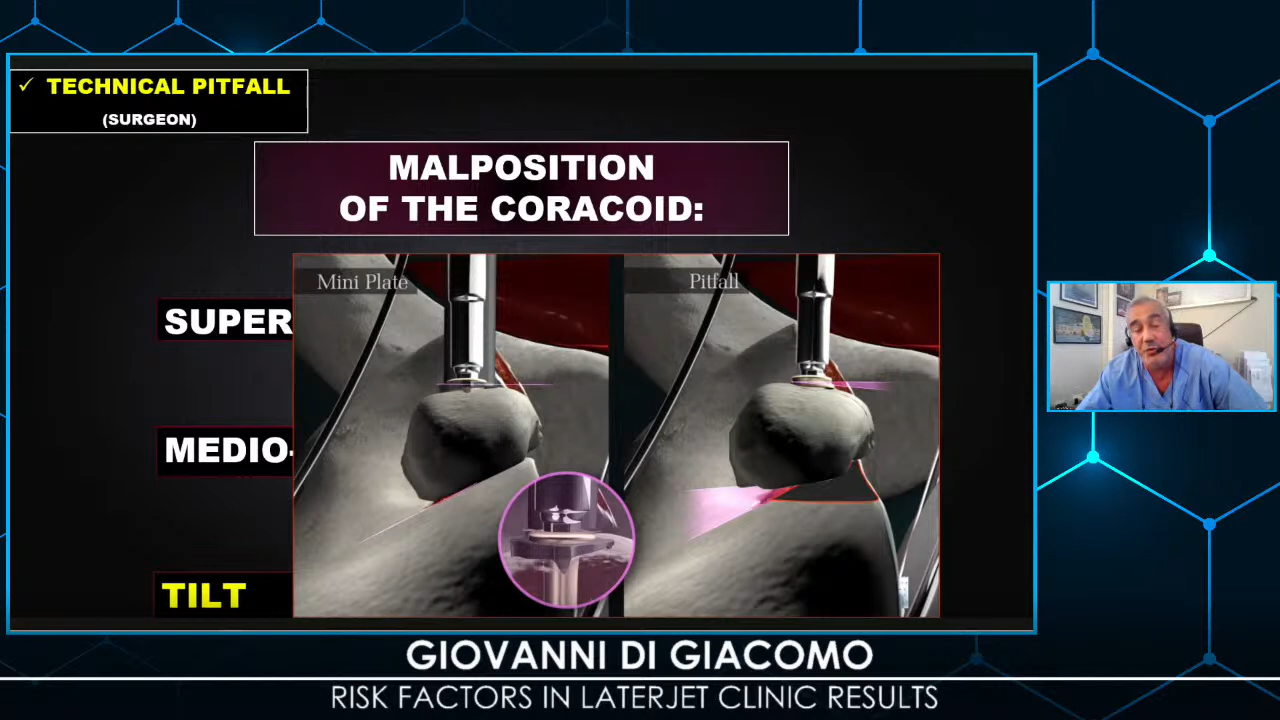 ✓ TECHNICAL PITFALL
(SURGEON)
MALPOSITION
OF THE CORACOID:
Mini Plate
Pitfall
SUPER
MEDIO-
TILT
GIOVANNI DI GIACOMO
RISK FACTORS IN LATERJET CLINIC RESULTS